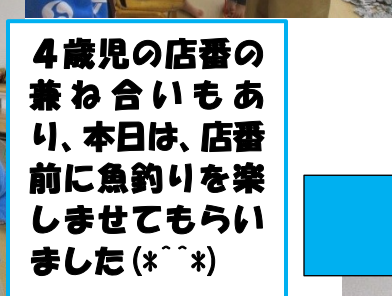 ４歳児の店番の
兼ね合いもあ
り、本日は、店番
前に魚釣りを楽
しませてもらい
ました(*^^*)